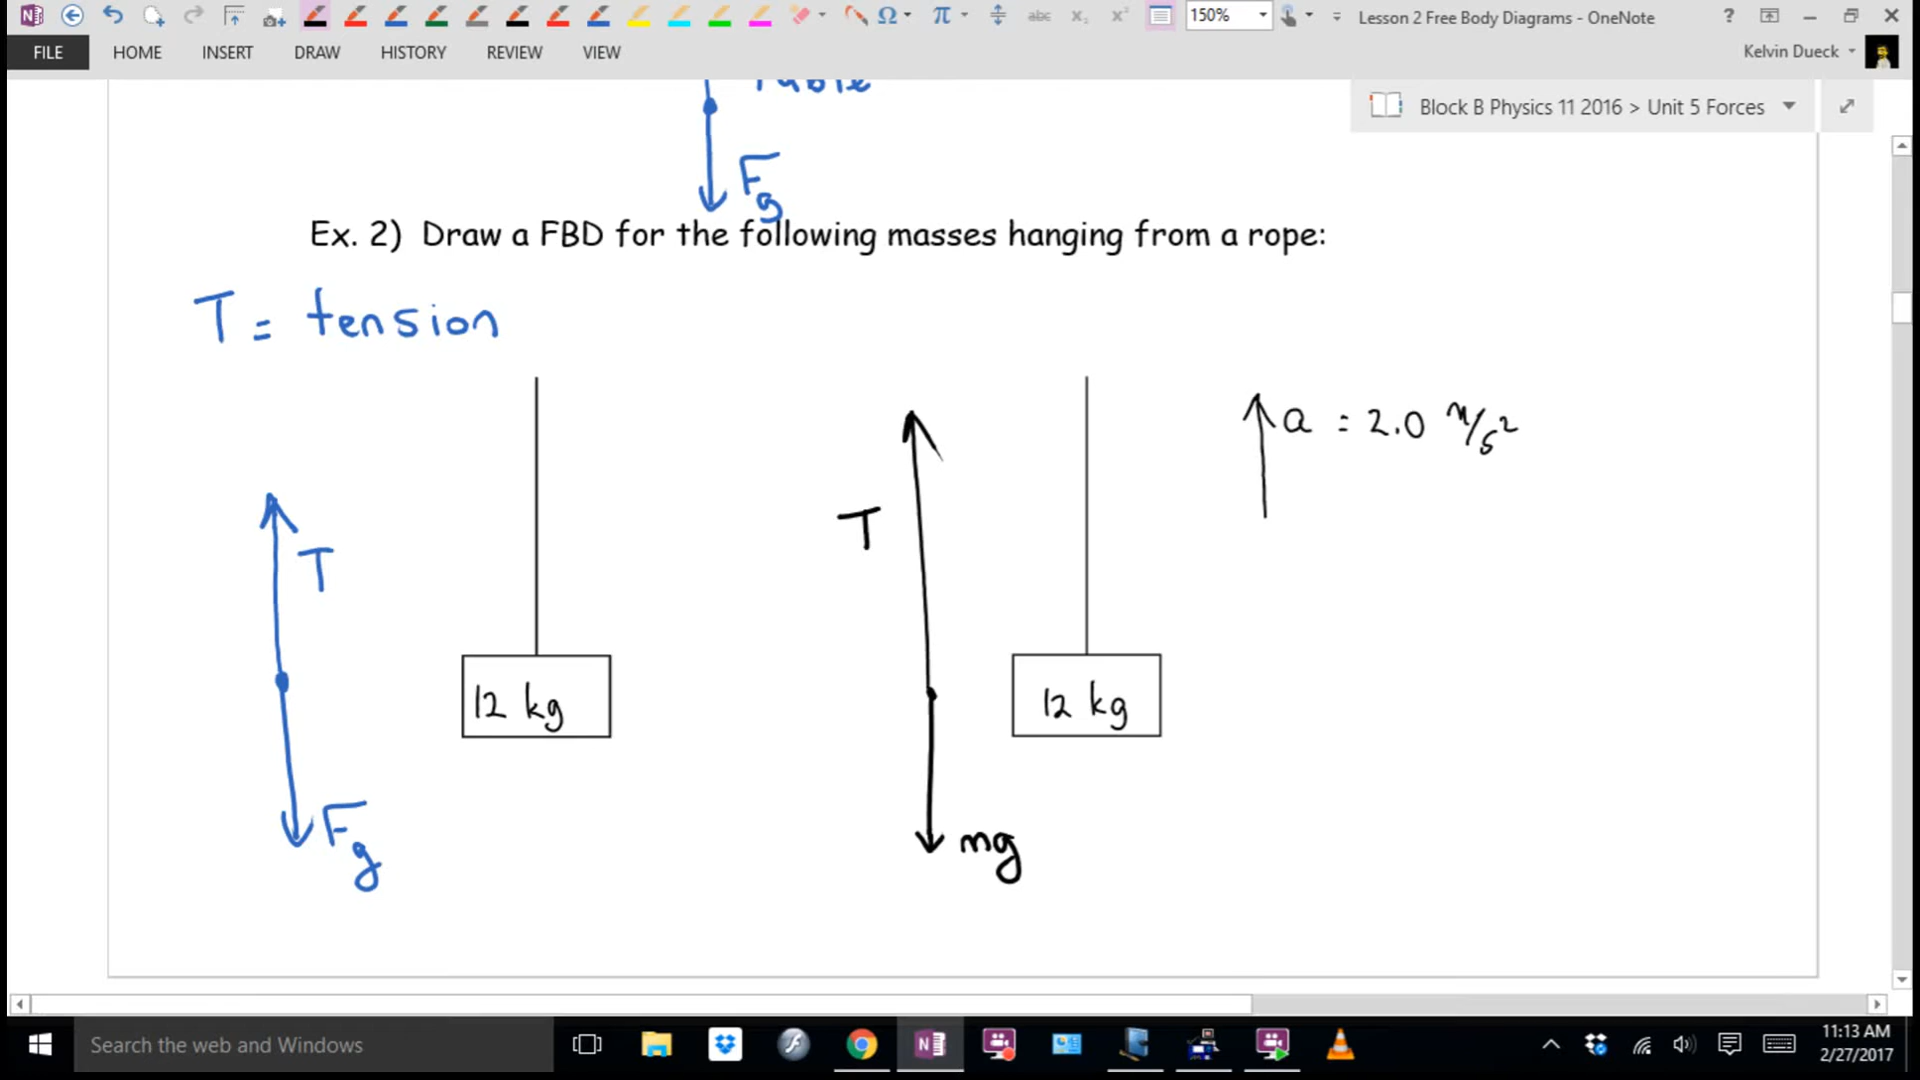 150%
Lesson 2 Free Body Diagrams - OneNote
FILE HOME INSERT DRAW HISTORY REVIEW VIEW
Kelvin Dueck
Block B Physics 11 2016 > Unit 5 Forces
Fg
Ex. 2) Draw a FBD for the following masses hanging from a rope:
T = tension
a = 2.0 m/s²
T
T
12 kg
12 kg
Fg
mg
Search the web and Windows
11:13 AM
2/27/2017